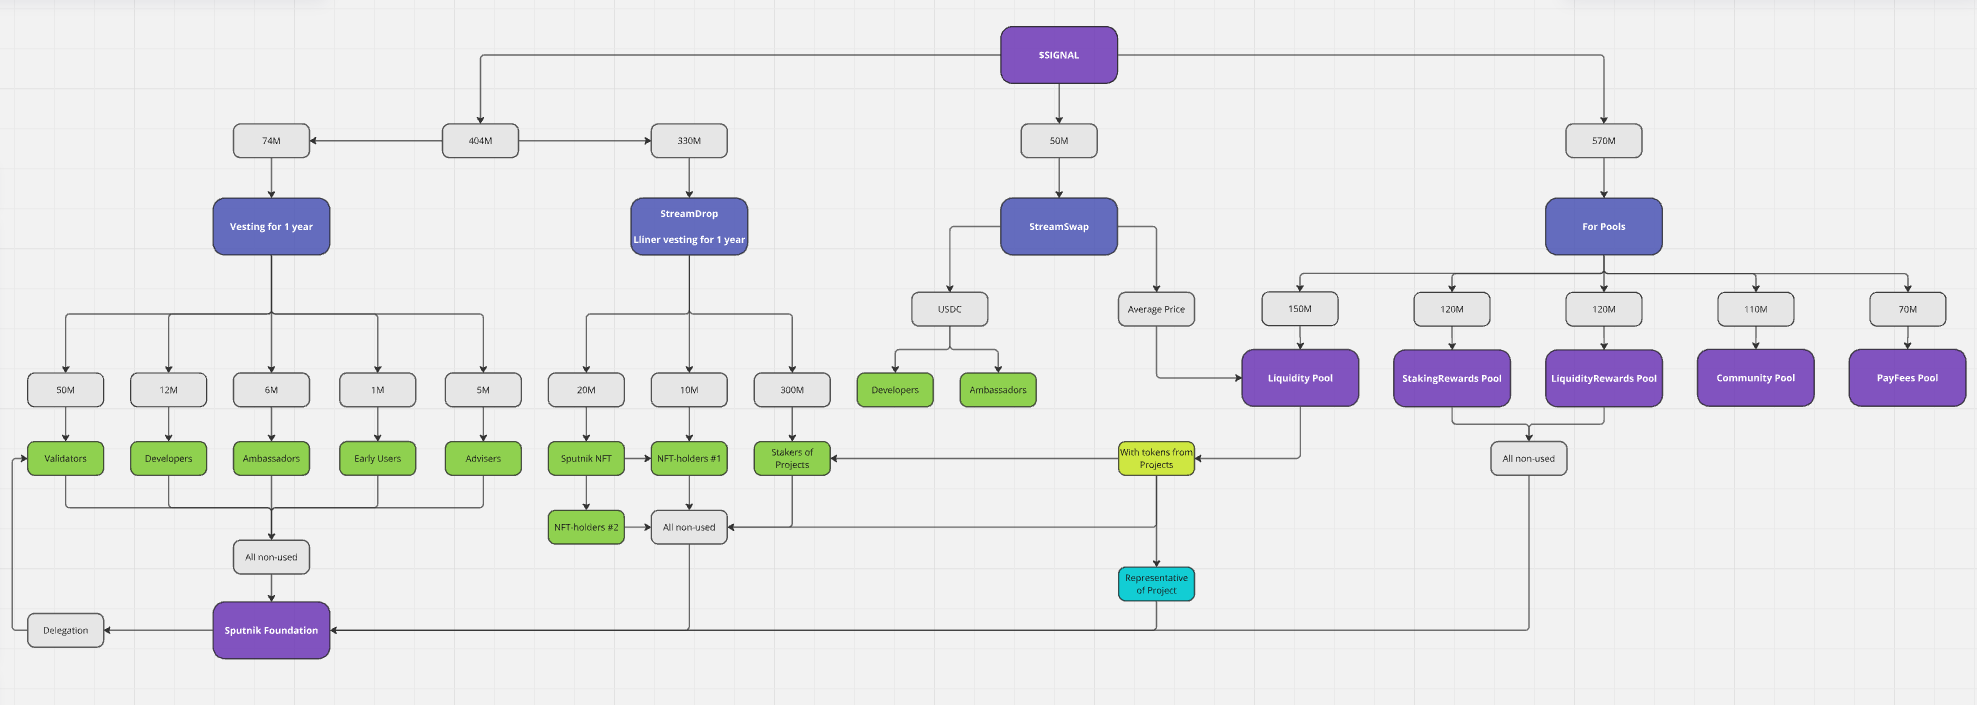 $SIGNAL
74M
404M
330M
50M
570M
Vesting for 1 year
StreamDrop
Lliner vesting for 1 year
StreamSwap
For Pools
USDC
Average Price
150M
120M
120M
110M
70M
50M
12M
6M
1M
5M
20M
10M
300M
Developers
Ambassadors
Liquidity Pool
StakingRewards Pool
LiquidityRewards Pool
Community Pool
PayFees Pool
Validators
Developers
Ambassadors
Early Users
Advisers
Sputnik NFT
NFT-holders #1
Stakers of
Projects
With tokens from
Projects
All non-used
NFT-holders #2
All non-used
All non-used
Representative
of Project
Delegation
Sputnik Foundation